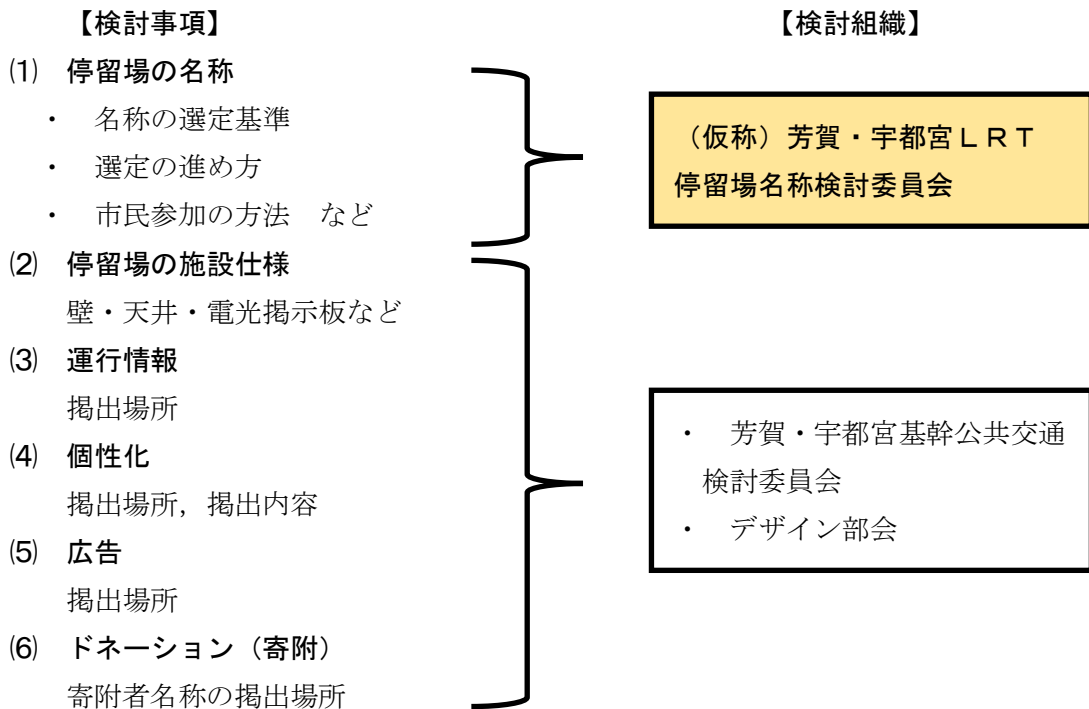 【検討事項】
【検討組織】
⑴ 停留場の名称
・ 名称の選定基準
・ 選定の進め方
・ 市民参加の方法 など
(仮称)芳賀・宇都宮LRT
停留場名称検討委員会
⑵ 停留場の施設仕様
壁・天井・電光掲示板など
⑶ 運行情報
掲出場所
⑷ 個性化
掲出場所,掲出内容
⑸ 広告
掲出場所
⑹ ドネーション(寄附)
寄附者名称の掲出場所
・ 芳賀・宇都宮基幹公共交通
検討委員会
・ デザイン部会